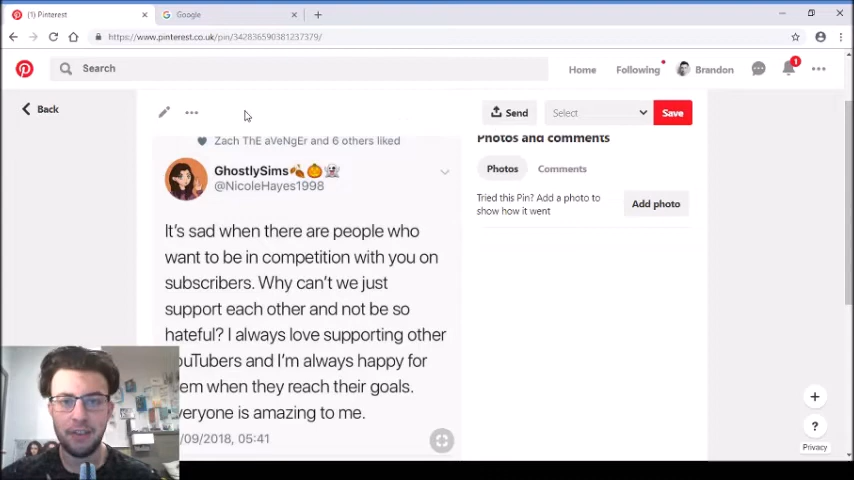 (1) Pinterest
Google
https://www.pinterest.co.uk/pin/342836590381237379/
Search
Home
Following
Brandon
1
Back
Send
Select
Save
Zach ThE aVeNgEr and 6 others liked
GhostlySims🍂🎃👻
@NicoleHayes1998
It's sad when there are people who
want to be in competition with you on
subscribers. Why can't we just
support each other and not be so
hateful? I always love supporting other
ouTubers and I'm always happy for
em when they reach their goals.
veryone is amazing to me.
/09/2018, 05:41
Photos and comments
Photos
Comments
Tried this Pin? Add a photo to
show how it went
Add photo
+
?
Privacy